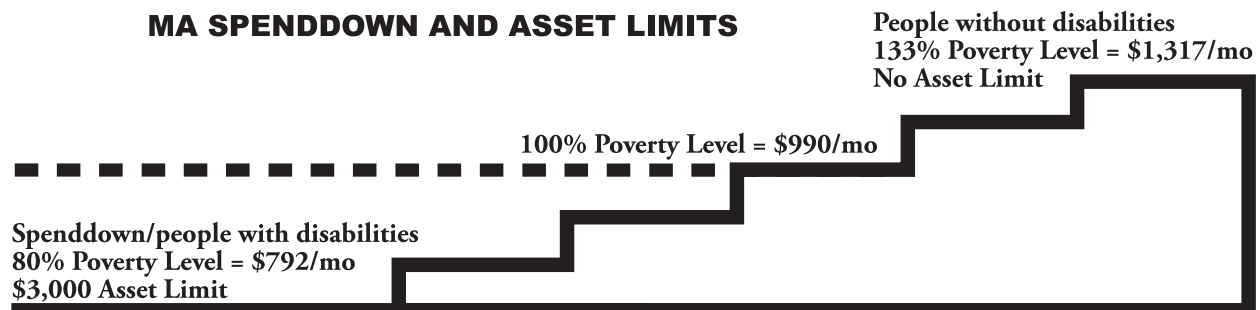 MA SPENDDOWN AND ASSET LIMITS
People without disabilities
133% Poverty Level = $1,317/mo
No Asset Limit
100% Poverty Level = $990/mo
Spenddown/people with disabilities
80% Poverty Level = $792/mo
$3,000 Asset Limit